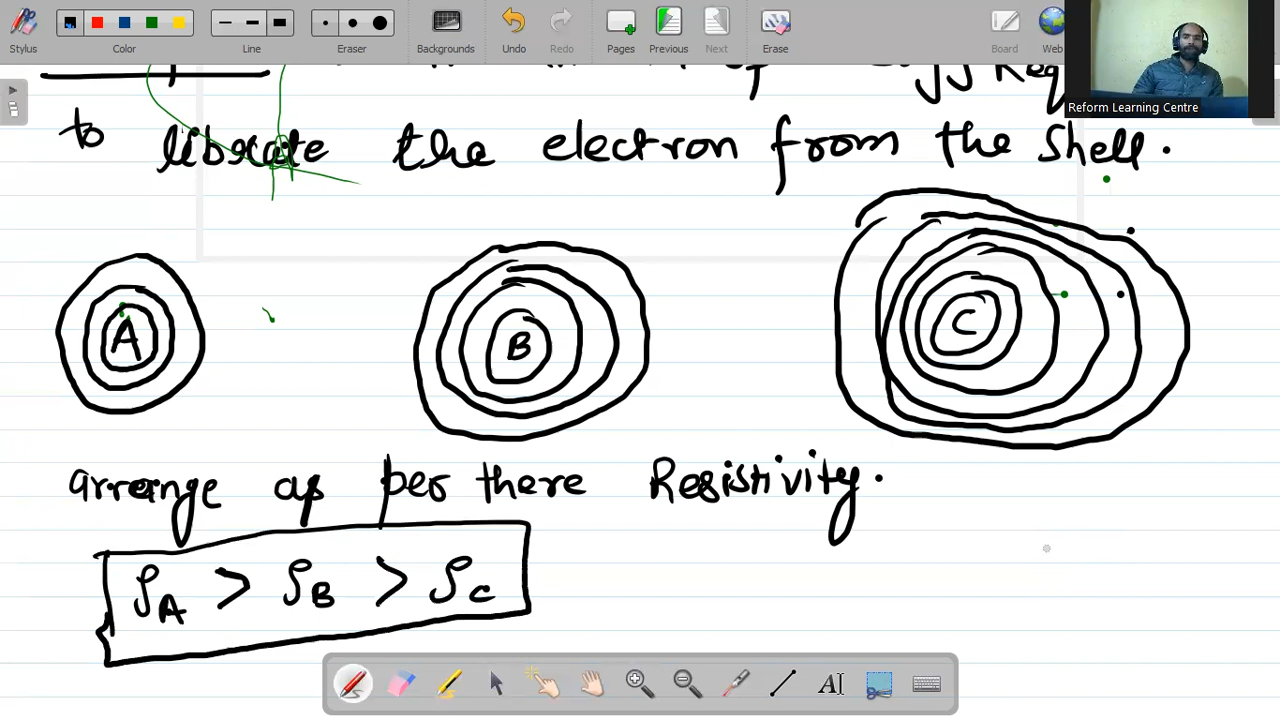 Stylus Color Line Eraser Backgrounds Undo Redo Pages Previous Next Erase Board Web
Reform Learning Centre
to liberate the electron from the Shell.
A B C
arrange as per there Resistivity.
ρA > ρB > ρC
AI